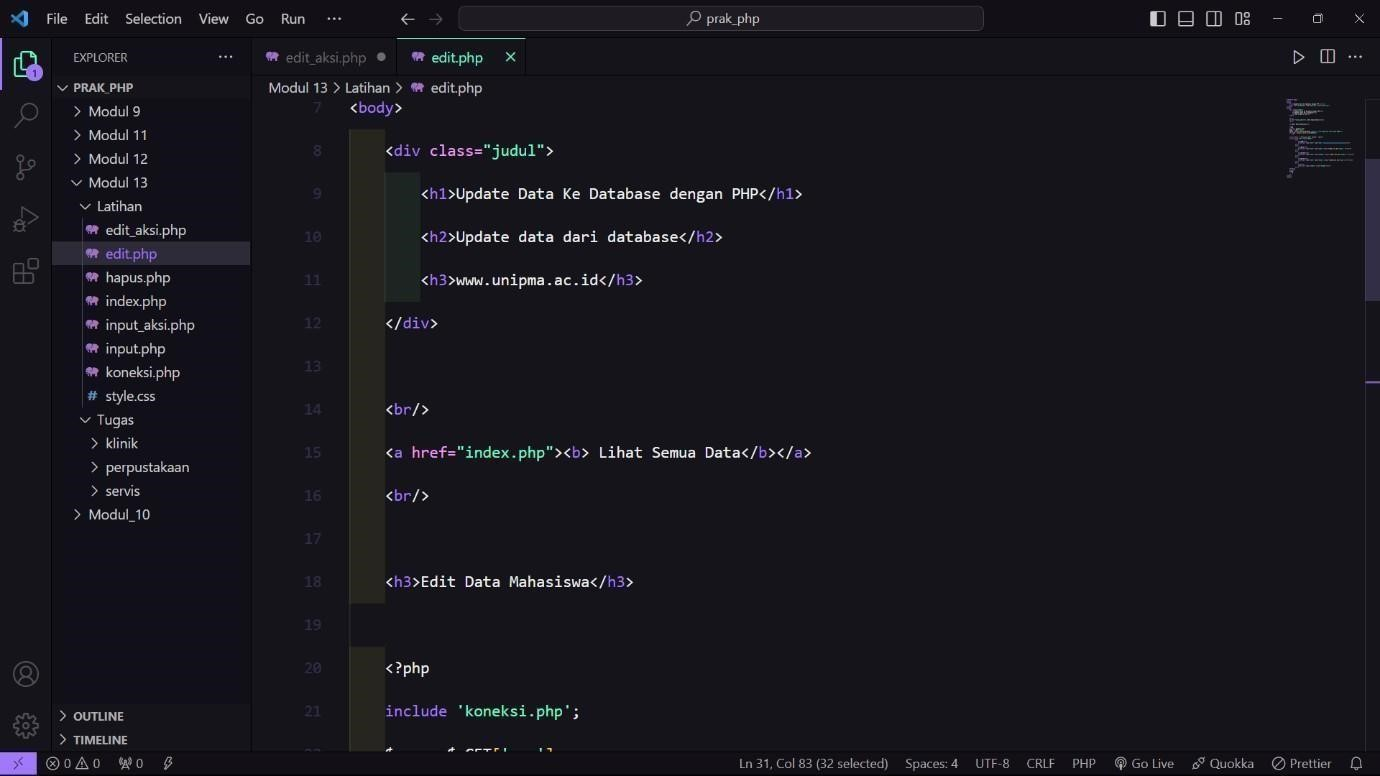 File Edit Selection View Go Run ··· prak_php
EXPLORER ···
1
PRAK_PHP
Modul 9
Modul 11
Modul 12
Modul 13
Latihan
edit_aksi.php
edit.php
hapus.php
index.php
input_aksi.php
input.php
koneksi.php
# style.css
Tugas
klinik
perpustakaan
servis
Modul_10
OUTLINE
TIMELINE
edit_aksi.php edit.php
Modul 13 > Latihan > edit.php
7 <body>
8 <div class="judul">
9 <h1>Update Data Ke Database dengan PHP</h1>
10 <h2>Update data dari database</h2>
11 <h3>www.unipma.ac.id</h3>
12 </div>
13
14 <br/>
15 <a href="index.php"><b> Lihat Semua Data</b></a>
16 <br/>
17
18 <h3>Edit Data Mahasiswa</h3>
19
20 <?php
21 include 'koneksi.php';
0 0 0 Ln 31, Col 83 (32 selected) Spaces: 4 UTF-8 CRLF PHP Go Live Quokka Prettier